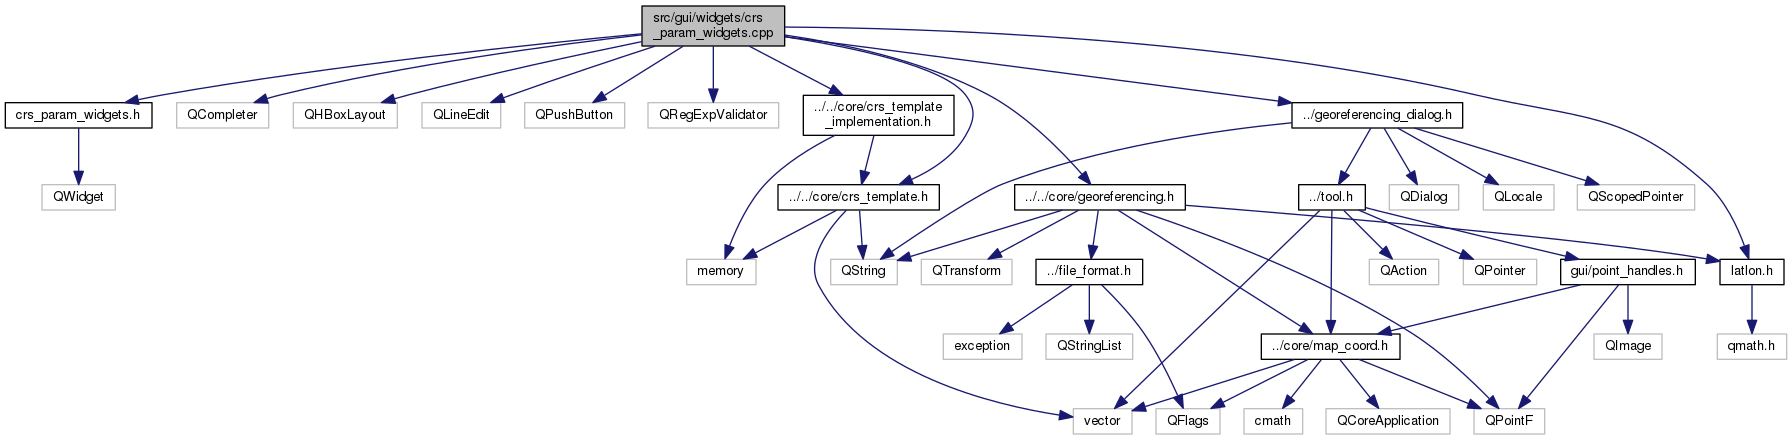 src/gui/widgets/crs
_param_widgets.cpp
crs_param_widgets.h
QCompleter
QHBoxLayout
QLineEdit
QPushButton
QRegExpValidator
../../core/crs_template
_implementation.h
../georeferencing_dialog.h
QWidget
../../core/crs_template.h
../../core/georeferencing.h
../tool.h
QDialog
QLocale
QScopedPointer
memory
QString
QTransform
../file_format.h
QAction
QPointer
gui/point_handles.h
latlon.h
exception
QStringList
../core/map_coord.h
QImage
qmath.h
vector
QFlags
cmath
QCoreApplication
QPointF